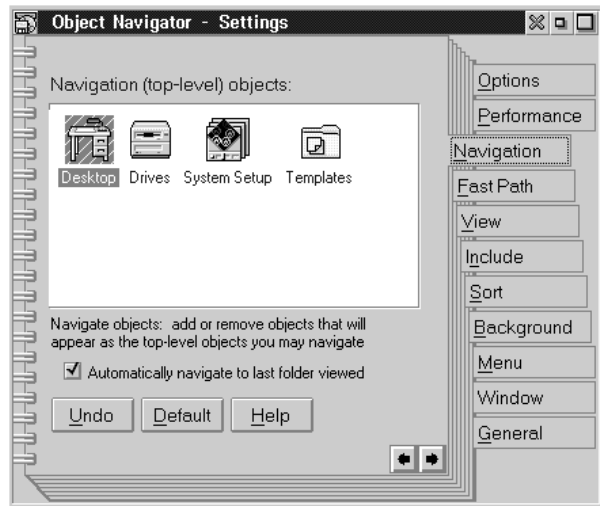 Object Navigator - Settings
Navigation (top-level) objects:
Desktop Drives System Setup Templates
Navigate objects: add or remove objects that will
appear as the top-level objects you may navigate
Automatically navigate to last folder viewed
Undo Default Help
Options
Performance
Navigation
Fast Path
View
Include
Sort
Background
Menu
Window
General